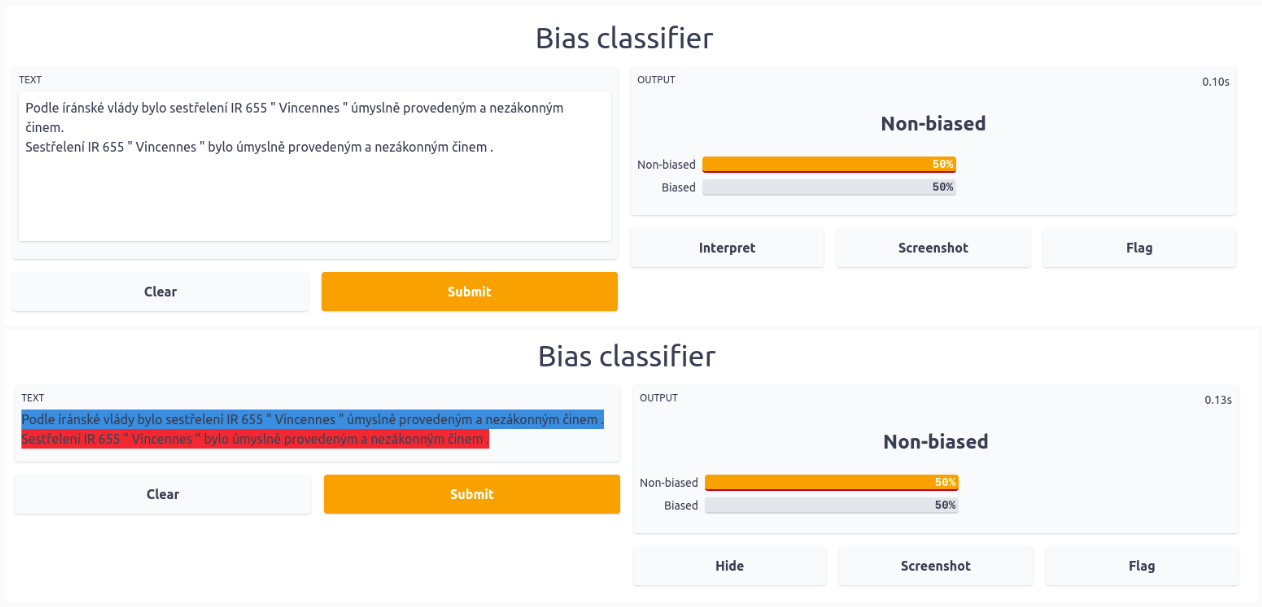 Bias classifier
TEXT
Podle íránské vlády bylo sestřelení IR 655 " Vincennes " úmyslně provedeným a nezákonným
činem.
Sestřelení IR 655 " Vincennes " bylo úmyslně provedeným a nezákonným činem .
Clear
Submit
OUTPUT
0.10s
Non-biased
Non-biased 50%
Biased 50%
Interpret
Screenshot
Flag
Bias classifier
TEXT
Podle íránské vlády bylo sestřelení IR 655 " Vincennes " úmyslně provedeným a nezákonným činem .
Sestřelení IR 655 " Vincennes " bylo úmyslně provedeným a nezákonným činem .
Clear
Submit
OUTPUT
0.13s
Non-biased
Non-biased 50%
Biased 50%
Hide
Screenshot
Flag